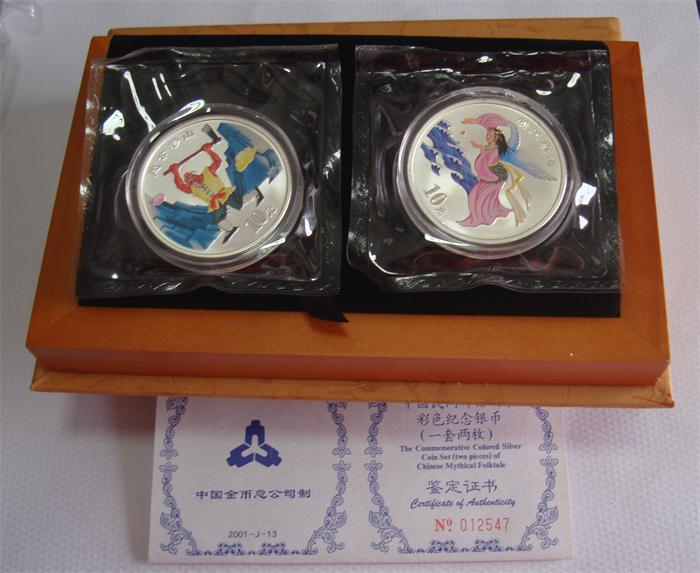 10元
10元
彩色纪念银币
(一套两枚)
The Commemorative Colored Silver
Coin Set (two pieces) of
Chinese Mythical Folktale
鉴定证书
Certificate of Authenticity
Nº 012547
中国金币总公司制
2001-J-13